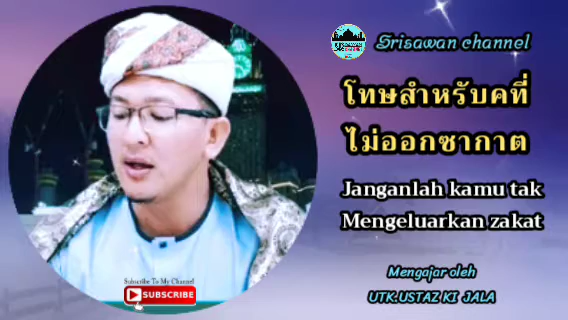 Srisawan channel
โทษสำหรับคที่
ไม่ออกซากาต
Janganlah kamu tak
Mengeluarkan zakat
Mengajar oleh
UTK.USTAZ KI JALA
Subscribe To My Channel
SUBSCRIBE